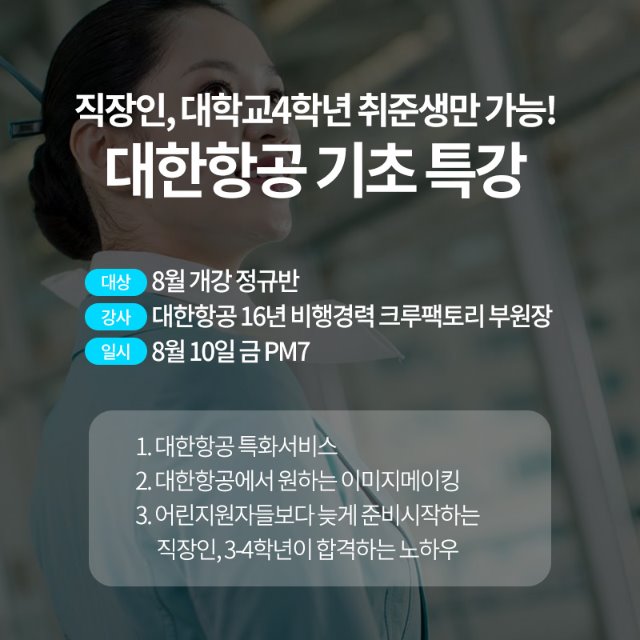 직장인, 대학교4학년 취준생만 가능!
대한항공 기초 특강
대상 8월 개강 정규반
강사 대한항공 16년 비행경력 크루팩토리 부원장
일시 8월 10일 금 PM7
1. 대한항공 특화서비스
2. 대한항공에서 원하는 이미지메이킹
3. 어린지원자들보다 늦게 준비시작하는
직장인, 3-4학년이 합격하는 노하우